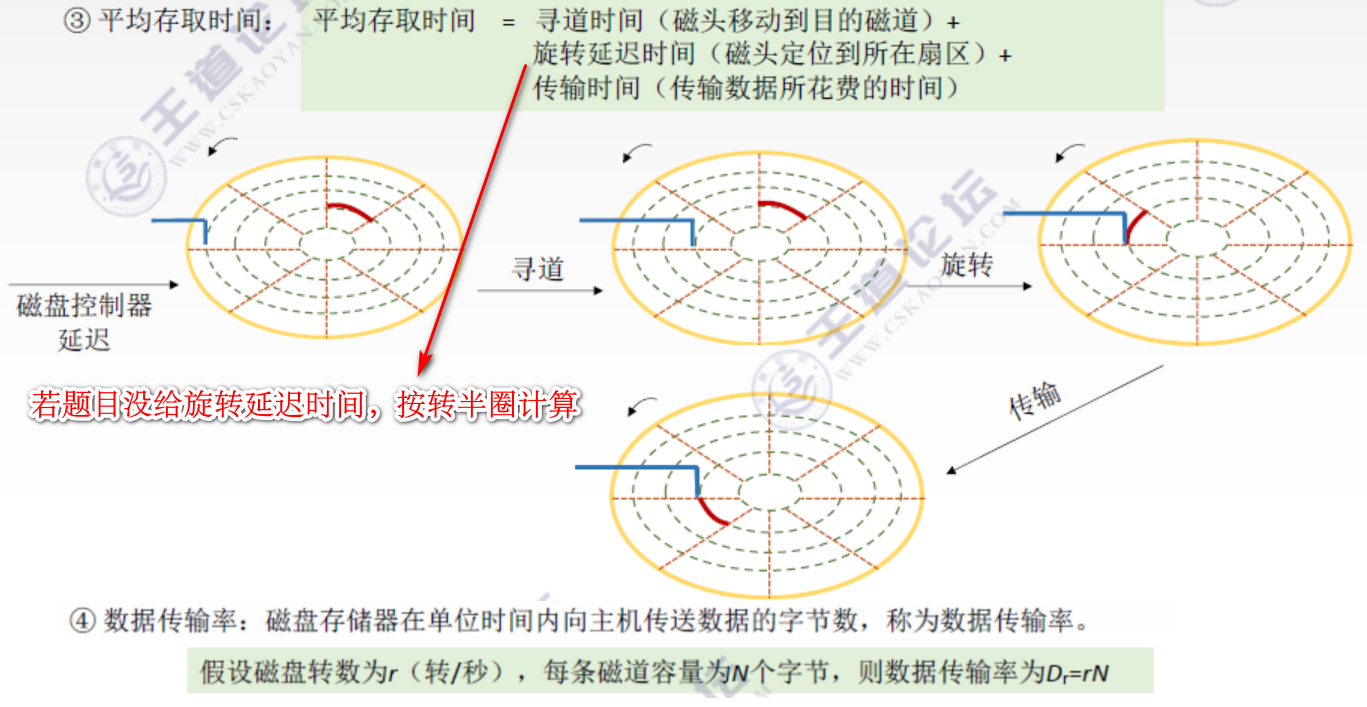 ③ 平均存取时间: 平均存取时间 = 寻道时间（磁头移动到目的磁道）+
旋转延迟时间（磁头定位到所在扇区）+
传输时间（传输数据所花费的时间）
磁盘控制器
延迟
寻道
旋转
若题目没给旋转延迟时间，按转半圈计算
传输
④ 数据传输率：磁盘存储器在单位时间内向主机传送数据的字节数，称为数据传输率。
假设磁盘转数为r（转/秒），每条磁道容量为N个字节，则数据传输率为Dr=rN
王道论坛
WWW.CSKAOYAN.COM
王道论坛
WWW.CSKAOYAN.COM